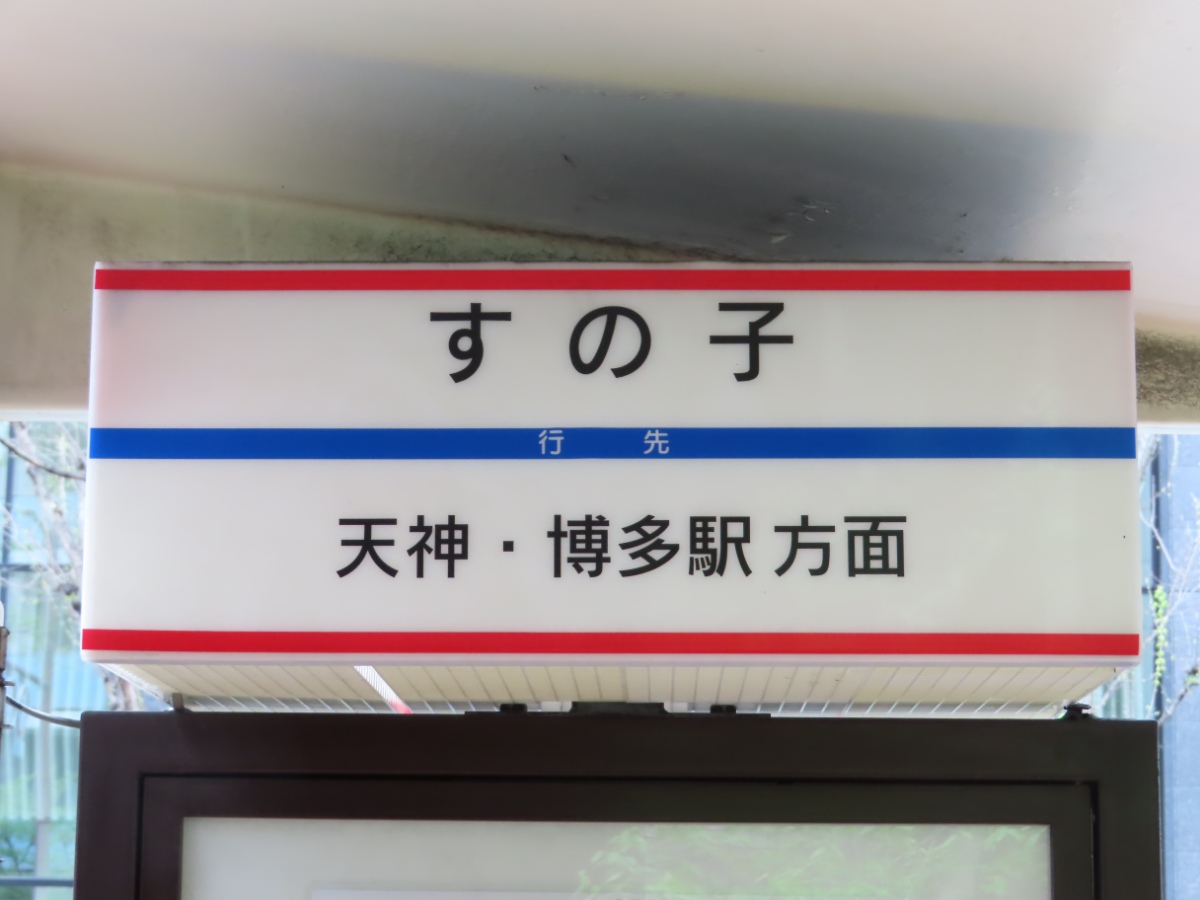 すの子
行先
天神・博多駅 方面